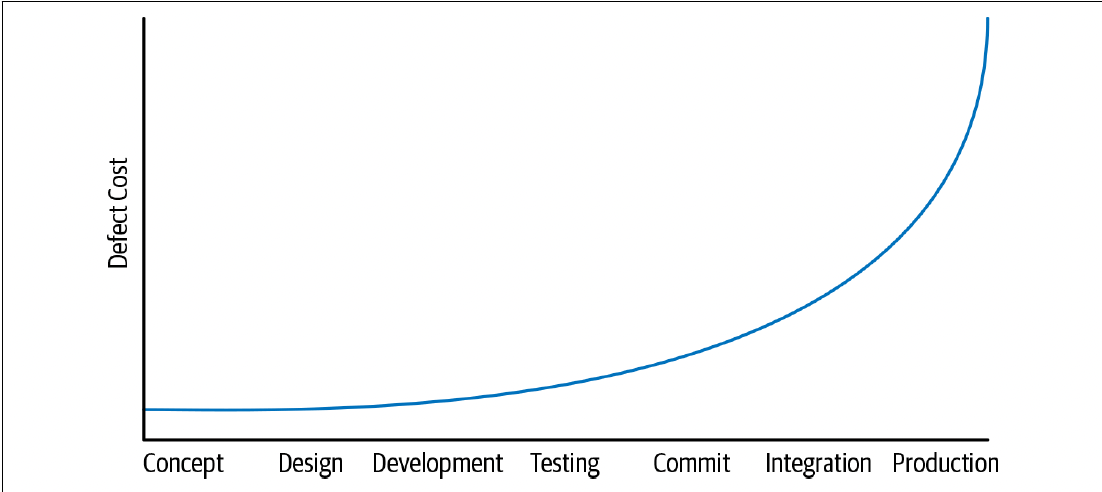 Defect Cost
Concept Design Development Testing Commit Integration Production